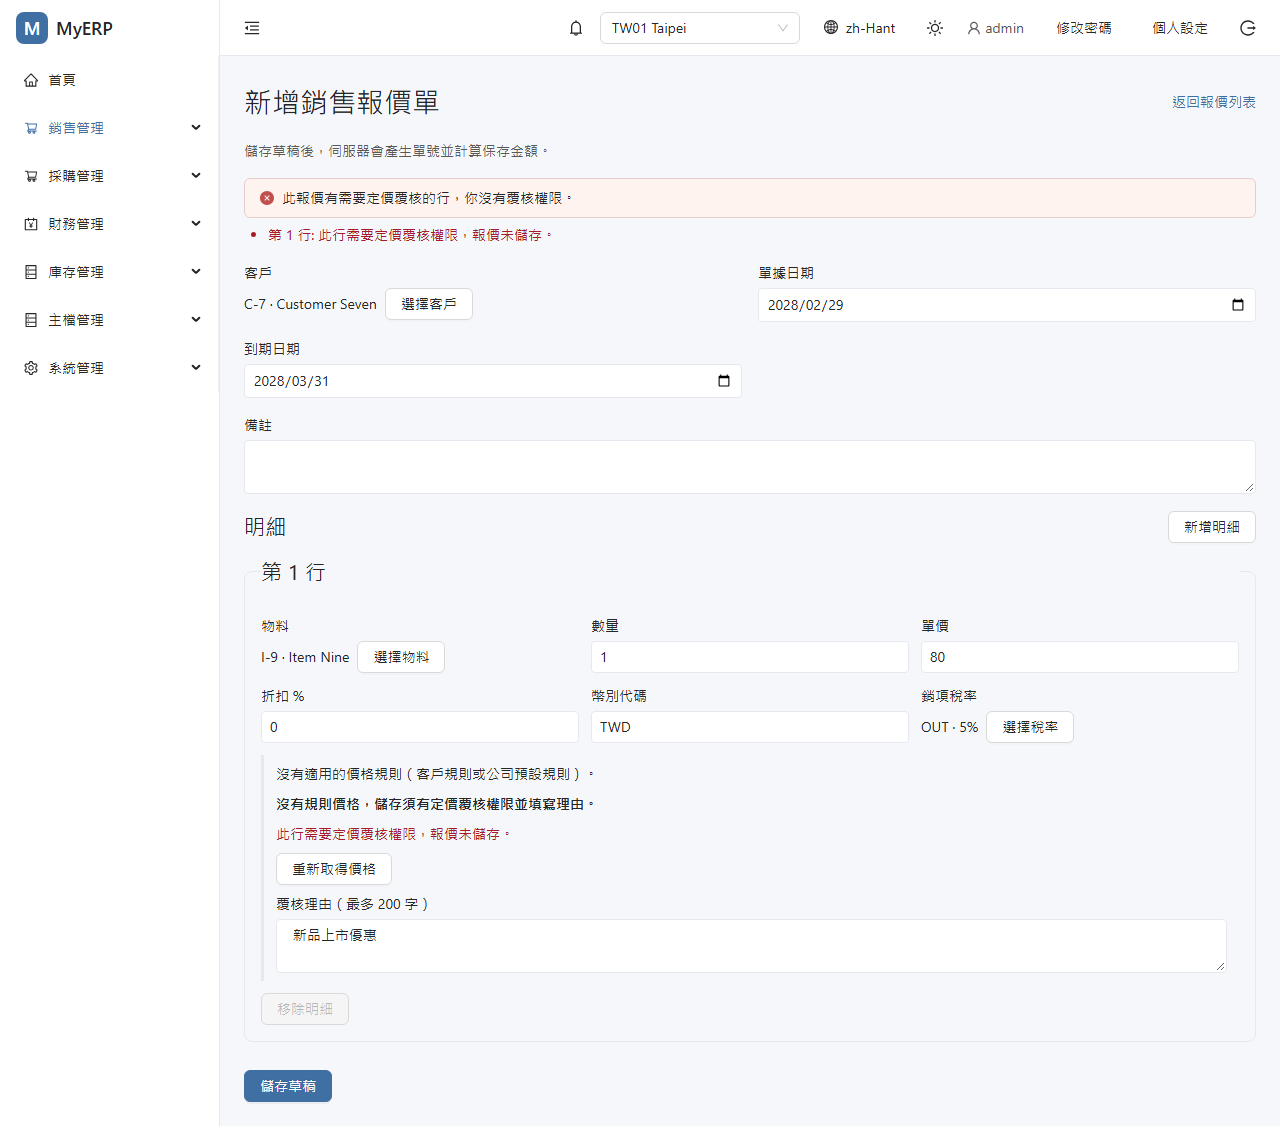 M MyERP
TW01 Taipei
zh-Hant
admin
修改密碼
個人設定
首頁
銷售管理
採購管理
財務管理
庫存管理
主檔管理
系統管理
新增銷售報價單
返回報價列表
儲存草稿後，伺服器會產生單號並計算保存金額。
此報價有需要定價覆核的行，你沒有覆核權限。
• 第 1 行: 此行需要定價覆核權限，報價未儲存。
客戶
C-7 · Customer Seven 選擇客戶
單據日期
2028/02/29
到期日期
2028/03/31
備註
明細
新增明細
第 1 行
物料
I-9 · Item Nine 選擇物料
數量
1
單價
80
折扣 %
0
幣別代碼
TWD
銷項稅率
OUT · 5% 選擇稅率
沒有適用的價格規則（客戶規則或公司預設規則）。
沒有規則價格，儲存須有定價覆核權限並填寫理由。
此行需要定價覆核權限，報價未儲存。
重新取得價格
覆核理由（最多 200 字）
新品上市優惠
移除明細
儲存草稿